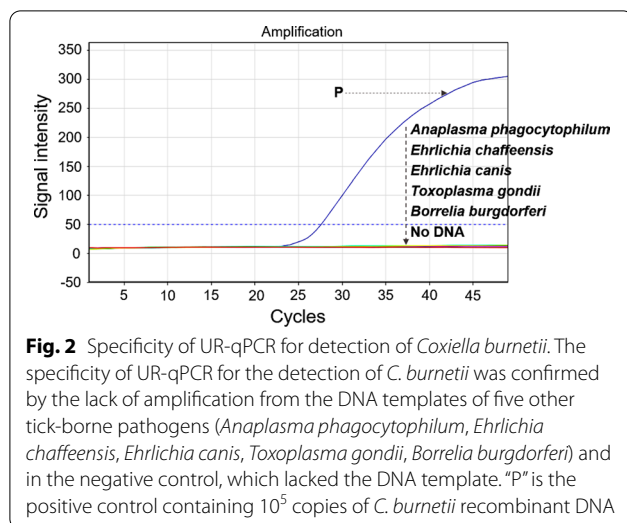 Amplification
Signal intensity
350
300
250
200
150
100
50
0
-50
P
Anaplasma phagocytophilum
Ehrlichia chaffeensis
Ehrlichia canis
Toxoplasma gondii
Borrelia burgdorferi
No DNA
5 10 15 20 25 30 35 40 45
Cycles
Fig. 2 Specificity of UR-qPCR for detection of Coxiella burnetii. The
specificity of UR-qPCR for the detection of C. burnetii was confirmed
by the lack of amplification from the DNA templates of five other
tick-borne pathogens (Anaplasma phagocytophilum, Ehrlichia
chaffeensis, Ehrlichia canis, Toxoplasma gondii, Borrelia burgdorferi) and
in the negative control, which lacked the DNA template. “P” is the
positive control containing 10⁵ copies of C. burnetii recombinant DNA